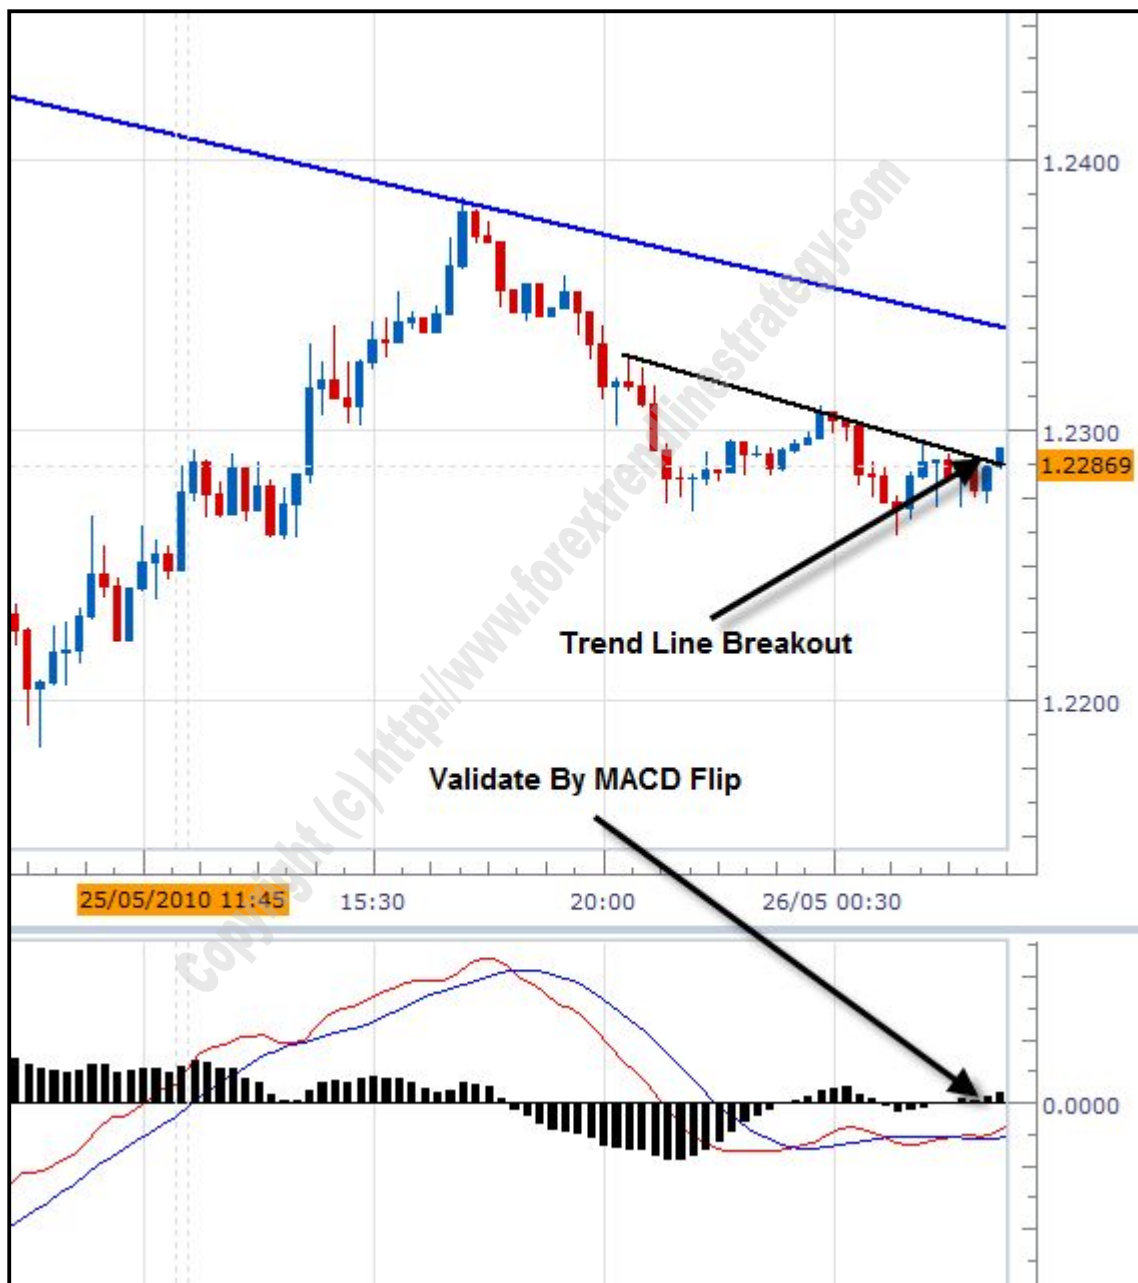 1.2400
1.2300
1.22869
Trend Line Breakout
1.2200
Validate By MACD Flip
25/05/2010 11:45 15:30 20:00 26/05 00:30
0.0000
Copyright (c) http://www.forextrendlinestrategy.com